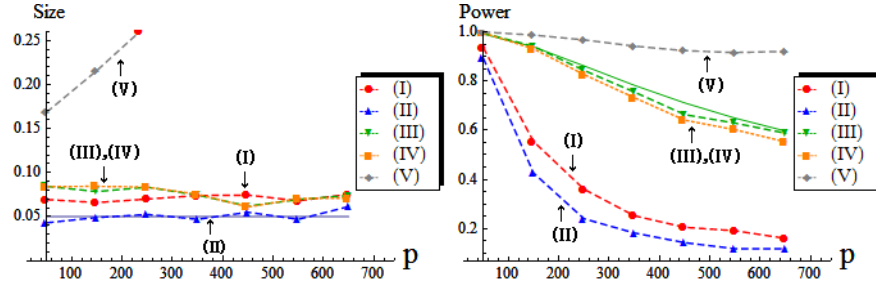 Size
0.25
0.20
0.15
0.10
0.05
100 200 300 400 500 600 700 p
(V)
(III),(IV)
(I)
(II)
(I)
(II)
(III)
(IV)
(V)
Power
1.0
0.8
0.6
0.4
0.2
100 200 300 400 500 600 700 p
(V)
(I)
(III),(IV)
(II)
(I)
(II)
(III)
(IV)
(V)